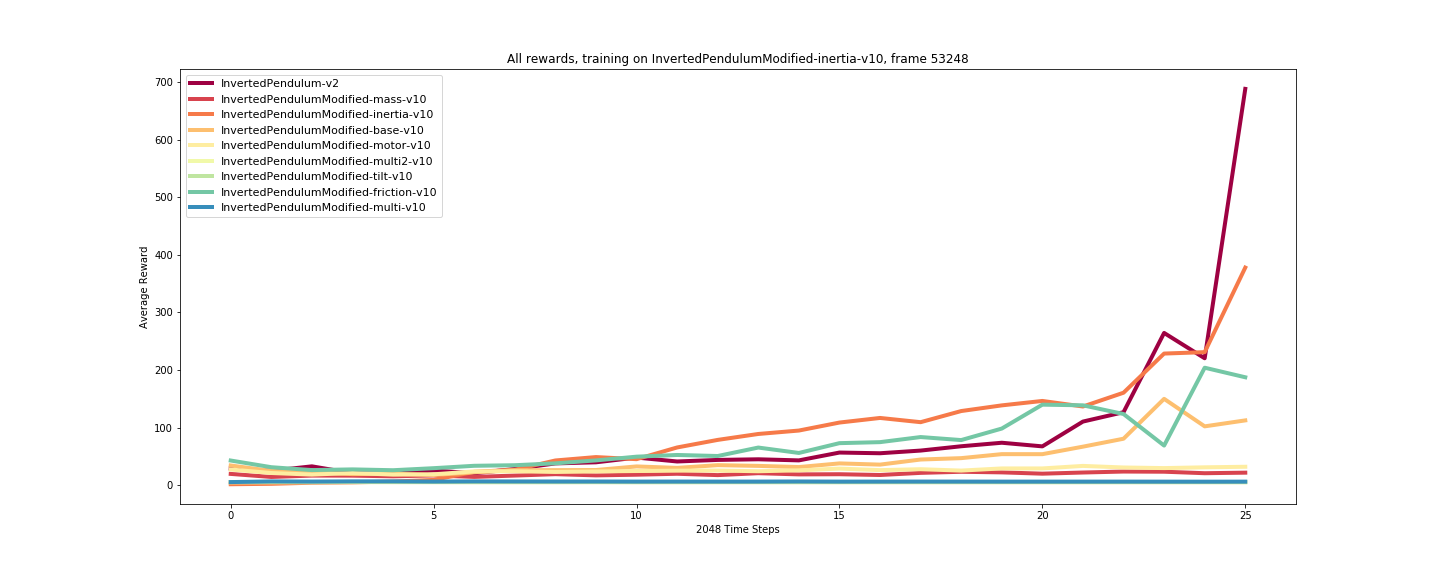 All rewards, training on InvertedPendulumModified-inertia-v10, frame 53248
InvertedPendulum-v2
InvertedPendulumModified-mass-v10
InvertedPendulumModified-inertia-v10
InvertedPendulumModified-base-v10
InvertedPendulumModified-motor-v10
InvertedPendulumModified-multi2-v10
InvertedPendulumModified-tilt-v10
InvertedPendulumModified-friction-v10
InvertedPendulumModified-multi-v10
700
600
500
400
300
200
100
0
Average Reward
0 5 10 15 20 25
2048 Time Steps